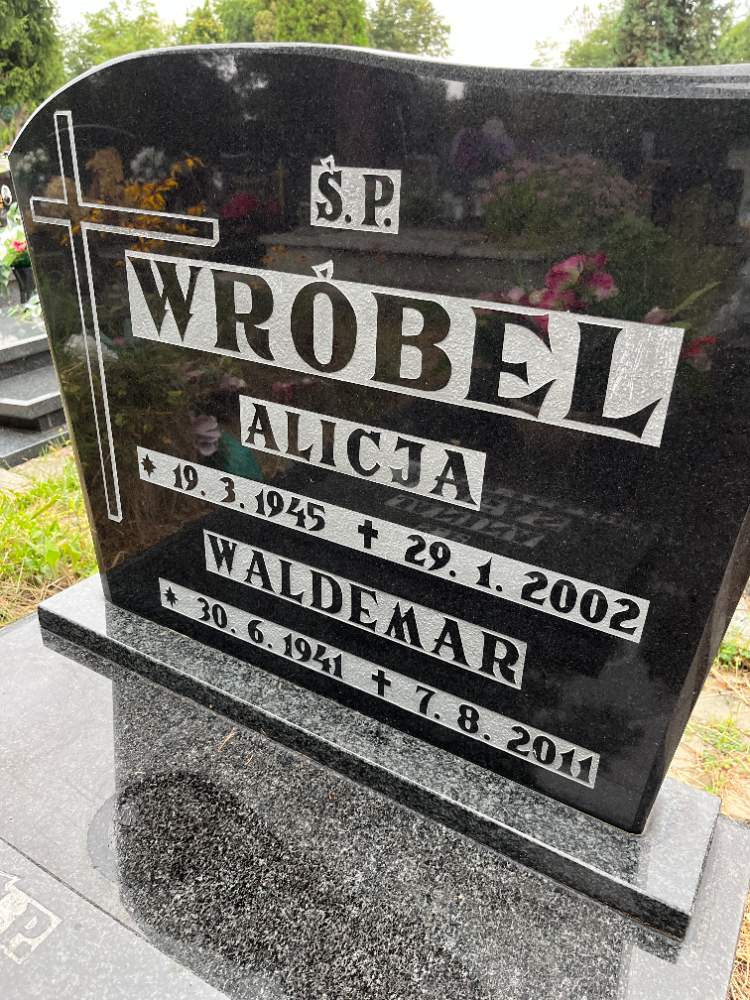 Ś.P.
WRÓBEL
ALICJA
* 19. 3. 1945 ✝ 29. 1. 2002
WALDEMAR
* 30. 6. 1941 ✝ 7. 8. 2011